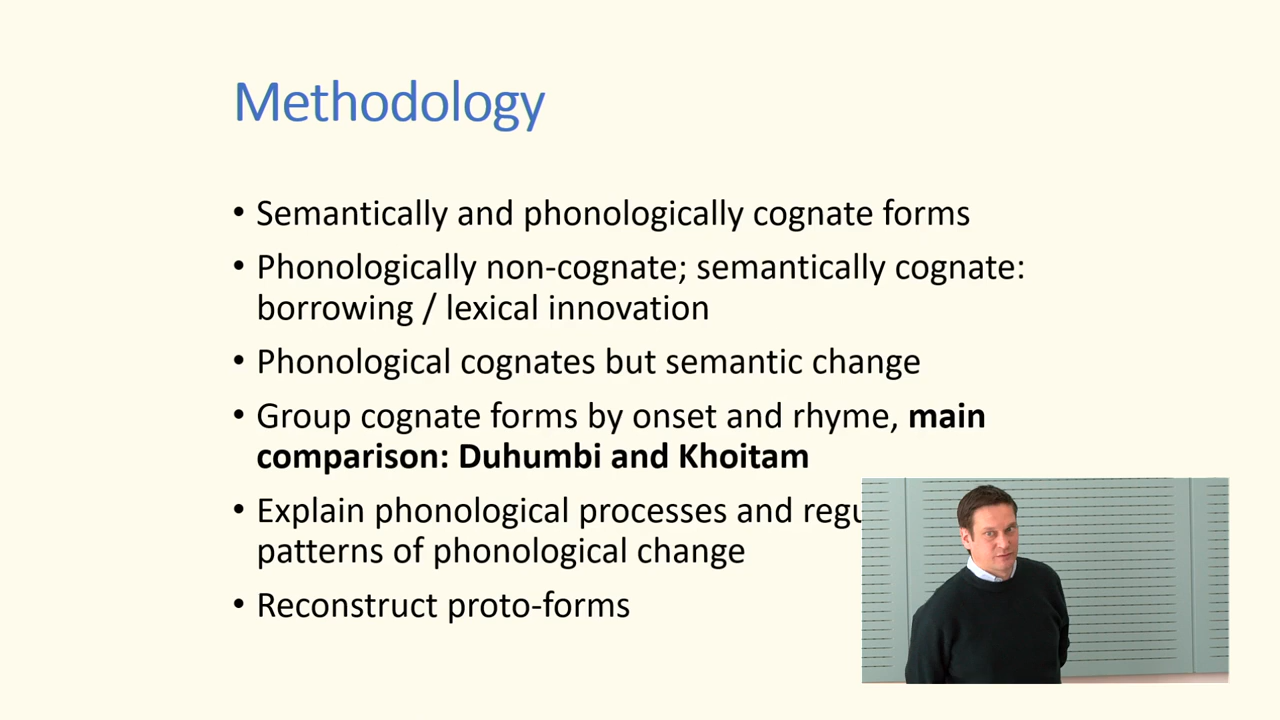 Methodology
• Semantically and phonologically cognate forms
• Phonologically non-cognate; semantically cognate:
borrowing / lexical innovation
• Phonological cognates but semantic change
• Group cognate forms by onset and rhyme, main
comparison: Duhumbi and Khoitam
• Explain phonological processes and
patterns of phonological change
• Reconstruct proto-forms